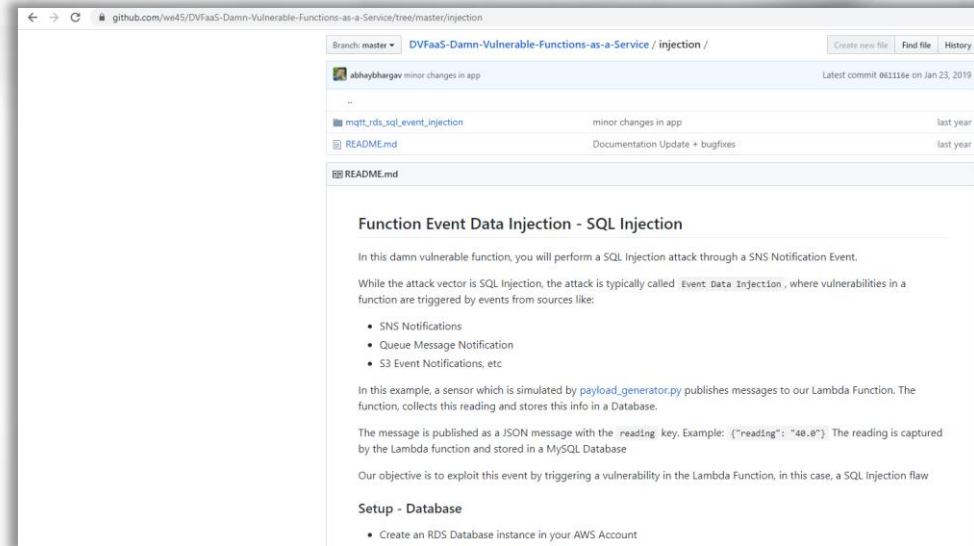 github.com/we45/DVFaaS-Damn-Vulnerable-Functions-as-a-Service/tree/master/injection
Branch: master
DVFaaS-Damn-Vulnerable-Functions-as-a-Service / injection /
Create new file
Find file
History
abhaybhargav minor changes in app
Latest commit 061116e on Jan 23, 2019
..
mqtt_rds_sql_event_injection minor changes in app last year
README.md Documentation Update + bugfixes last year
README.md
Function Event Data Injection - SQL Injection
In this damn vulnerable function, you will perform a SQL Injection attack through a SNS Notification Event.
While the attack vector is SQL Injection, the attack is typically called Event Data Injection, where vulnerabilities in a
function are triggered by events from sources like:
• SNS Notifications
• Queue Message Notification
• S3 Event Notifications, etc
In this example, a sensor which is simulated by payload_generator.py publishes messages to our Lambda Function. The
function, collects this reading and stores this info in a Database.
The message is published as a JSON message with the reading key. Example: {"reading": "40.0"} The reading is captured
by the Lambda function and stored in a MySQL Database
Our objective is to exploit this event by triggering a vulnerability in the Lambda Function, in this case, a SQL Injection flaw
Setup - Database
• Create an RDS Database instance in your AWS Account